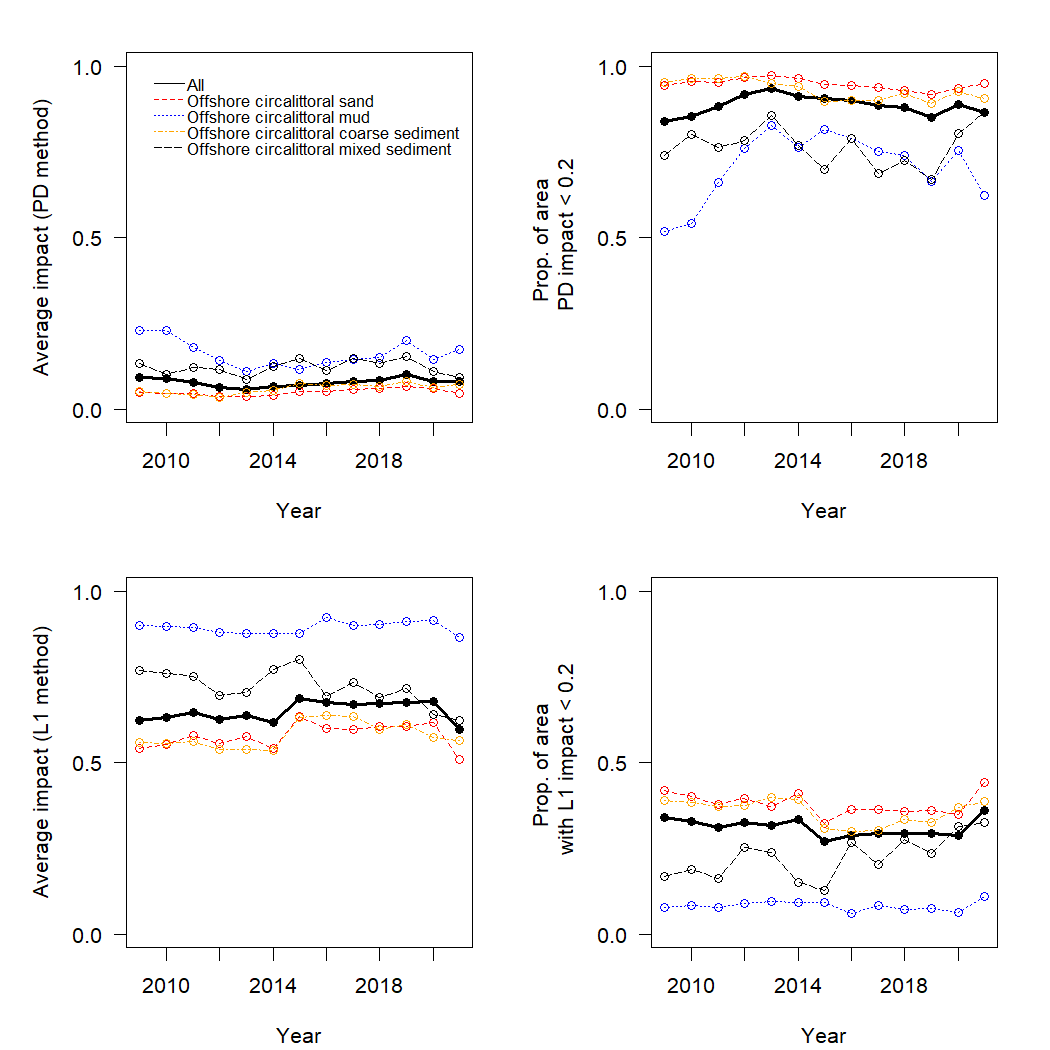 Average impact (PD method)
1.0
0.5
0.0
All
Offshore circalittoral sand
Offshore circalittoral mud
Offshore circalittoral coarse sediment
Offshore circalittoral mixed sediment
2010 2014 2018
Year
Prop. of area
PD impact < 0.2
1.0
0.5
0.0
2010 2014 2018
Year
Average impact (L1 method)
1.0
0.5
0.0
2010 2014 2018
Year
Prop. of area
with L1 impact < 0.2
1.0
0.5
0.0
2010 2014 2018
Year